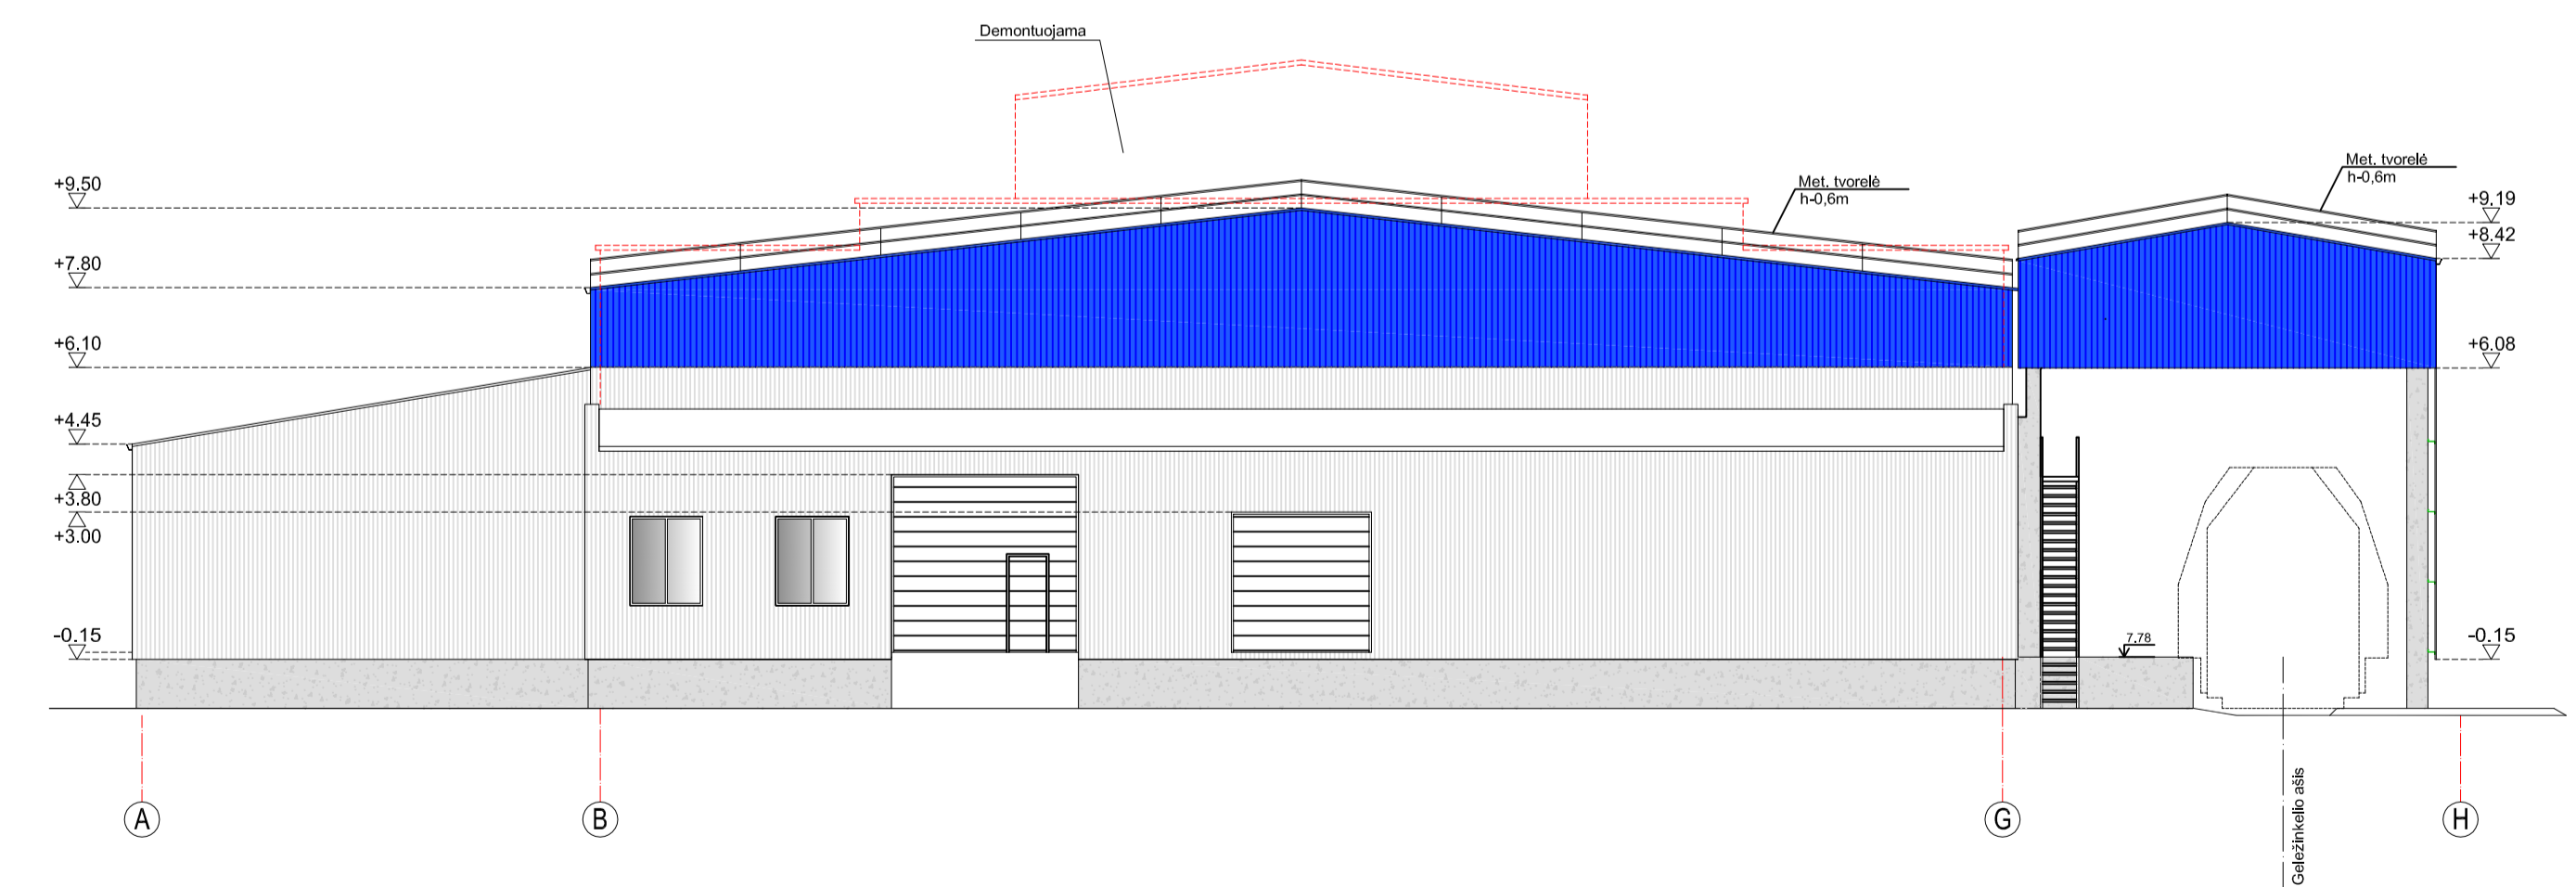 Demontuojama
Met. tvorelė
h-0,6m
Met. tvorelė
h-0,6m
+9.50
+7.80
+6.10
+4.45
+3.80
+3.00
-0.15
+9.19
+8.42
+6.08
-0.15
7.78
A
B
G
H
Geležinkelio ašis